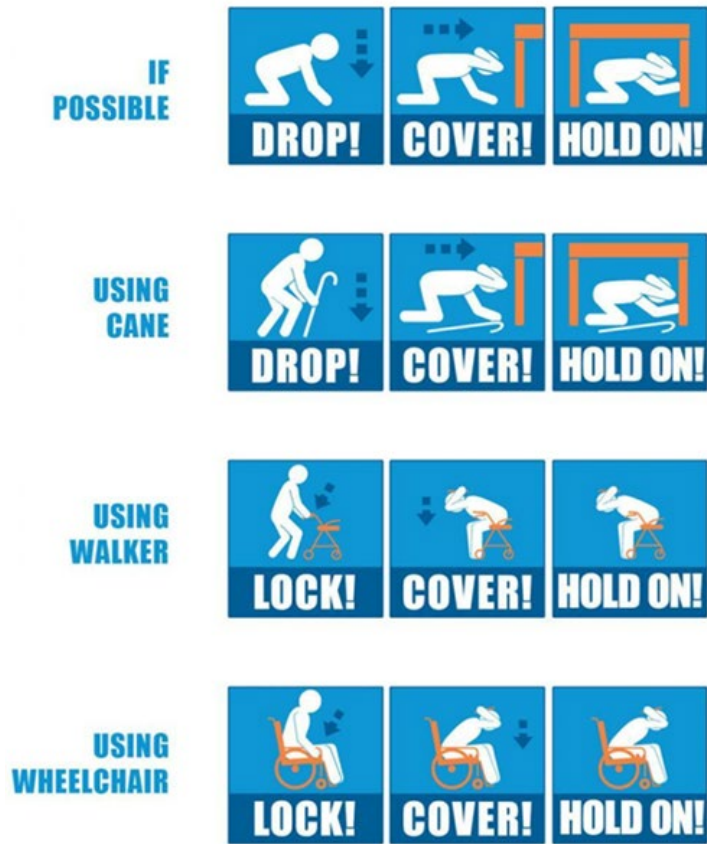 IF
POSSIBLE
DROP!
COVER!
HOLD ON!
USING
CANE
DROP!
COVER!
HOLD ON!
USING
WALKER
LOCK!
COVER!
HOLD ON!
USING
WHEELCHAIR
LOCK!
COVER!
HOLD ON!